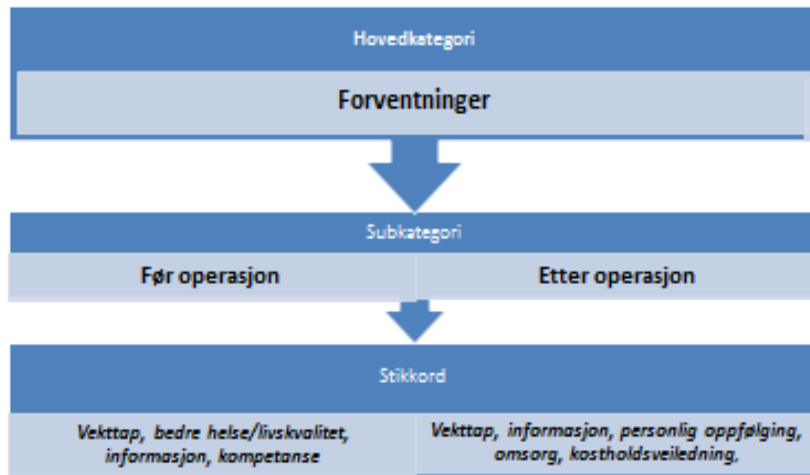 Hovedkategori
Forventninger
Subkategori
Før operasjon
Etter operasjon
Stikkord
Vekttap, bedre helse/livskvalitet,
informasjon, kompetanse
Vekttap, informasjon, personlig oppfølging,
omsorg, kostholdsveiledning,